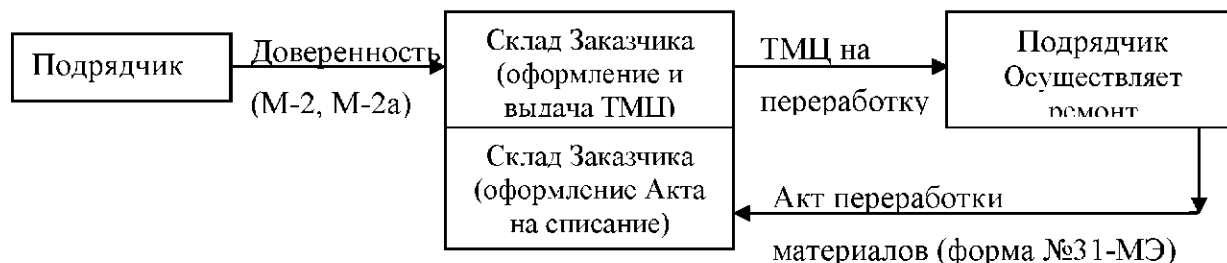 Подрядчик
Доверенность
(М-2, М-2а)
Склад Заказчика
(оформление и
выдача ТМЦ)
ТМЦ на
переработку
Подрядчик
Осуществляет
ремонт
Склад Заказчика
(оформление Акта
на списание)
Акт переработки
материалов (форма №31-МЭ)